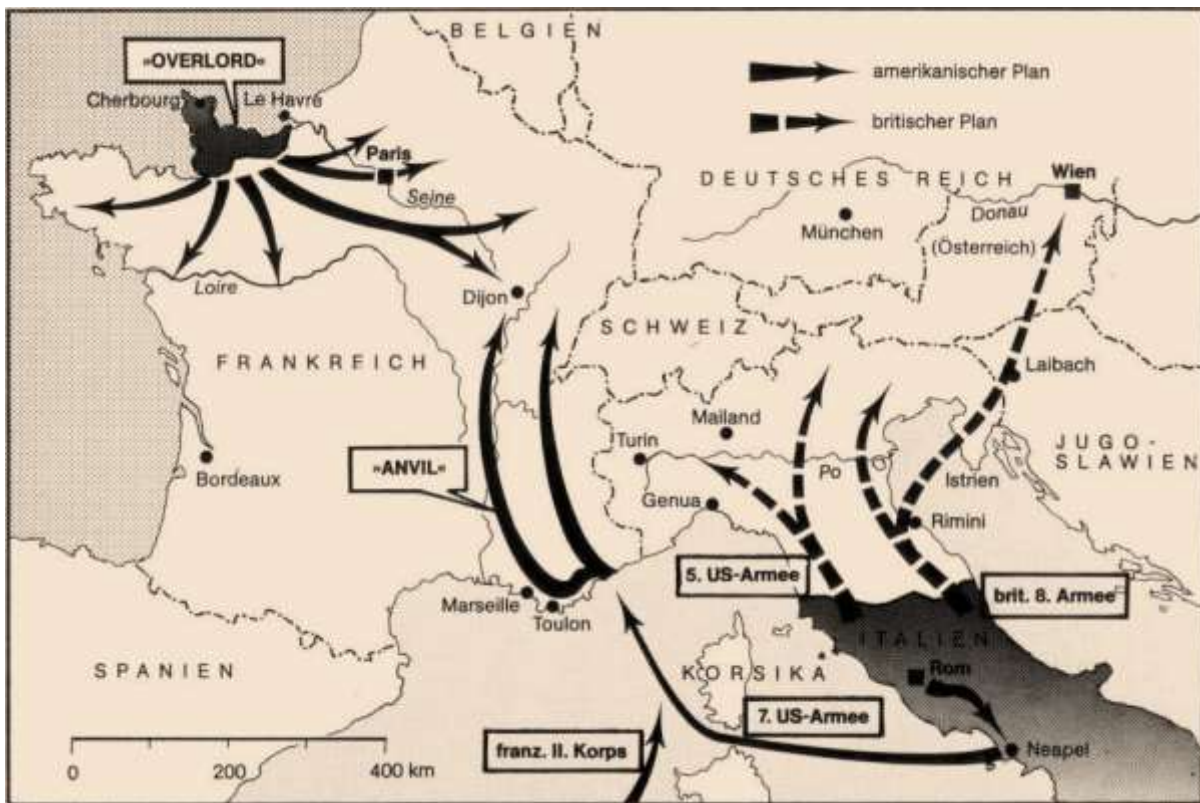 BELGIEN
»OVERLORD«
Cherbourg
Le Havre
amerikanischer Plan
britischer Plan
Paris
Seine
DEUTSCHES REICH
Wien
Donau
München
(Österreich)
Loire
Dijon
SCHWEIZ
FRANKREICH
Laibach
Mailand
Turin
JUGO-
SLAWIEN
»ANVIL«
Po
Istrien
Bordeaux
Genua
Rimini
5. US-Armee
brit. 8. Armee
Marseille
Toulon
ITALIEN
SPANIEN
KORSIKA
Rom
7. US-Armee
franz. II. Korps
Neapel
0 200 400 km